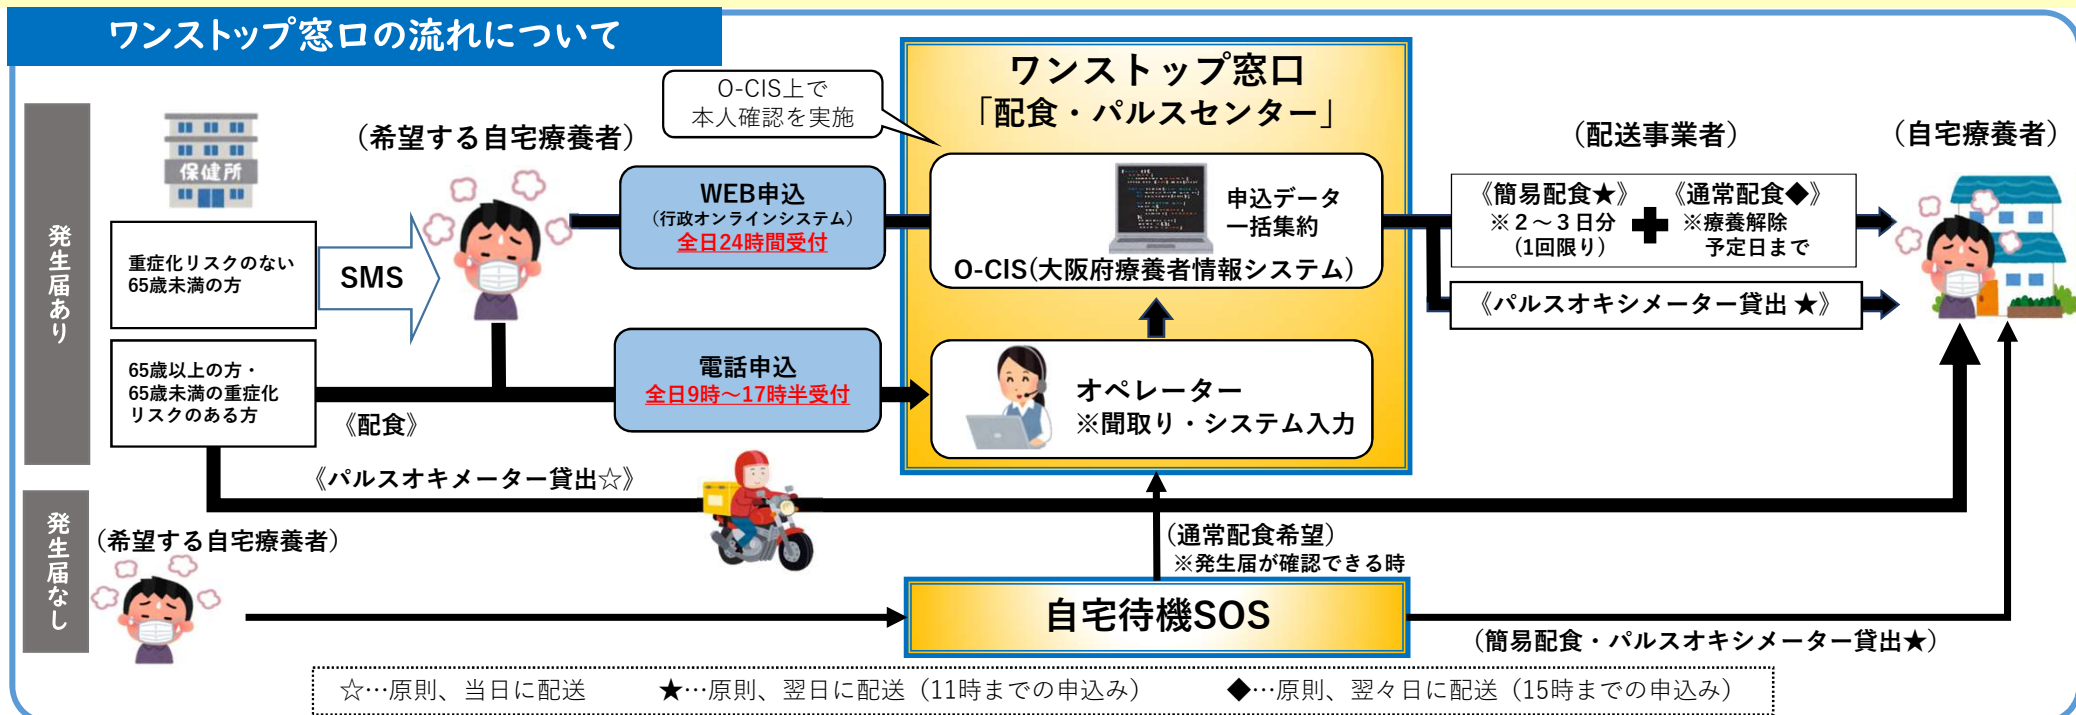 ワンストップ窓口の流れについて
発生届あり
保健所
重症化リスクのない
65歳未満の方
SMS
65歳以上の方・
65歳未満の重症化
リスクのある方
(希望する自宅療養者)
O-CIS上で
本人確認を実施
WEB申込
(行政オンラインシステム)
全日24時間受付
電話申込
全日9時～17時半受付
《配食》
《パルスオキメーター貸出☆》
ワンストップ窓口
「配食・パルスセンター」
申込データ
一括集約
O-CIS(大阪府療養者情報システム)
オペレーター
※聞取り・システム入力
(配送事業者)
《簡易配食★》
※２～３日分
(1回限り)
《通常配食◆》
※療養解除
予定日まで
《パルスオキシメーター貸出 ★》
(自宅療養者)
発生届なし
(希望する自宅療養者)
(通常配食希望)
※発生届が確認できる時
自宅待機SOS
(簡易配食・パルスオキシメーター貸出★)
☆…原則、当日に配送 ★…原則、翌日に配送（11時までの申込み） ◆…原則、翌々日に配送（15時までの申込み）